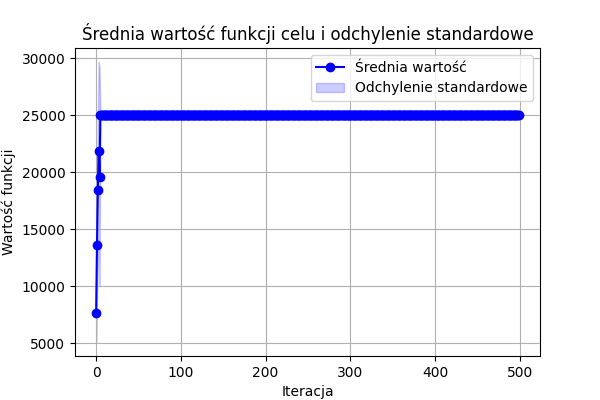 Średnia wartość funkcji celu i odchylenie standardowe
Średnia wartość
Odchylenie standardowe
Wartość funkcji
30000
25000
20000
15000
10000
5000
0 100 200 300 400 500
Iteracja